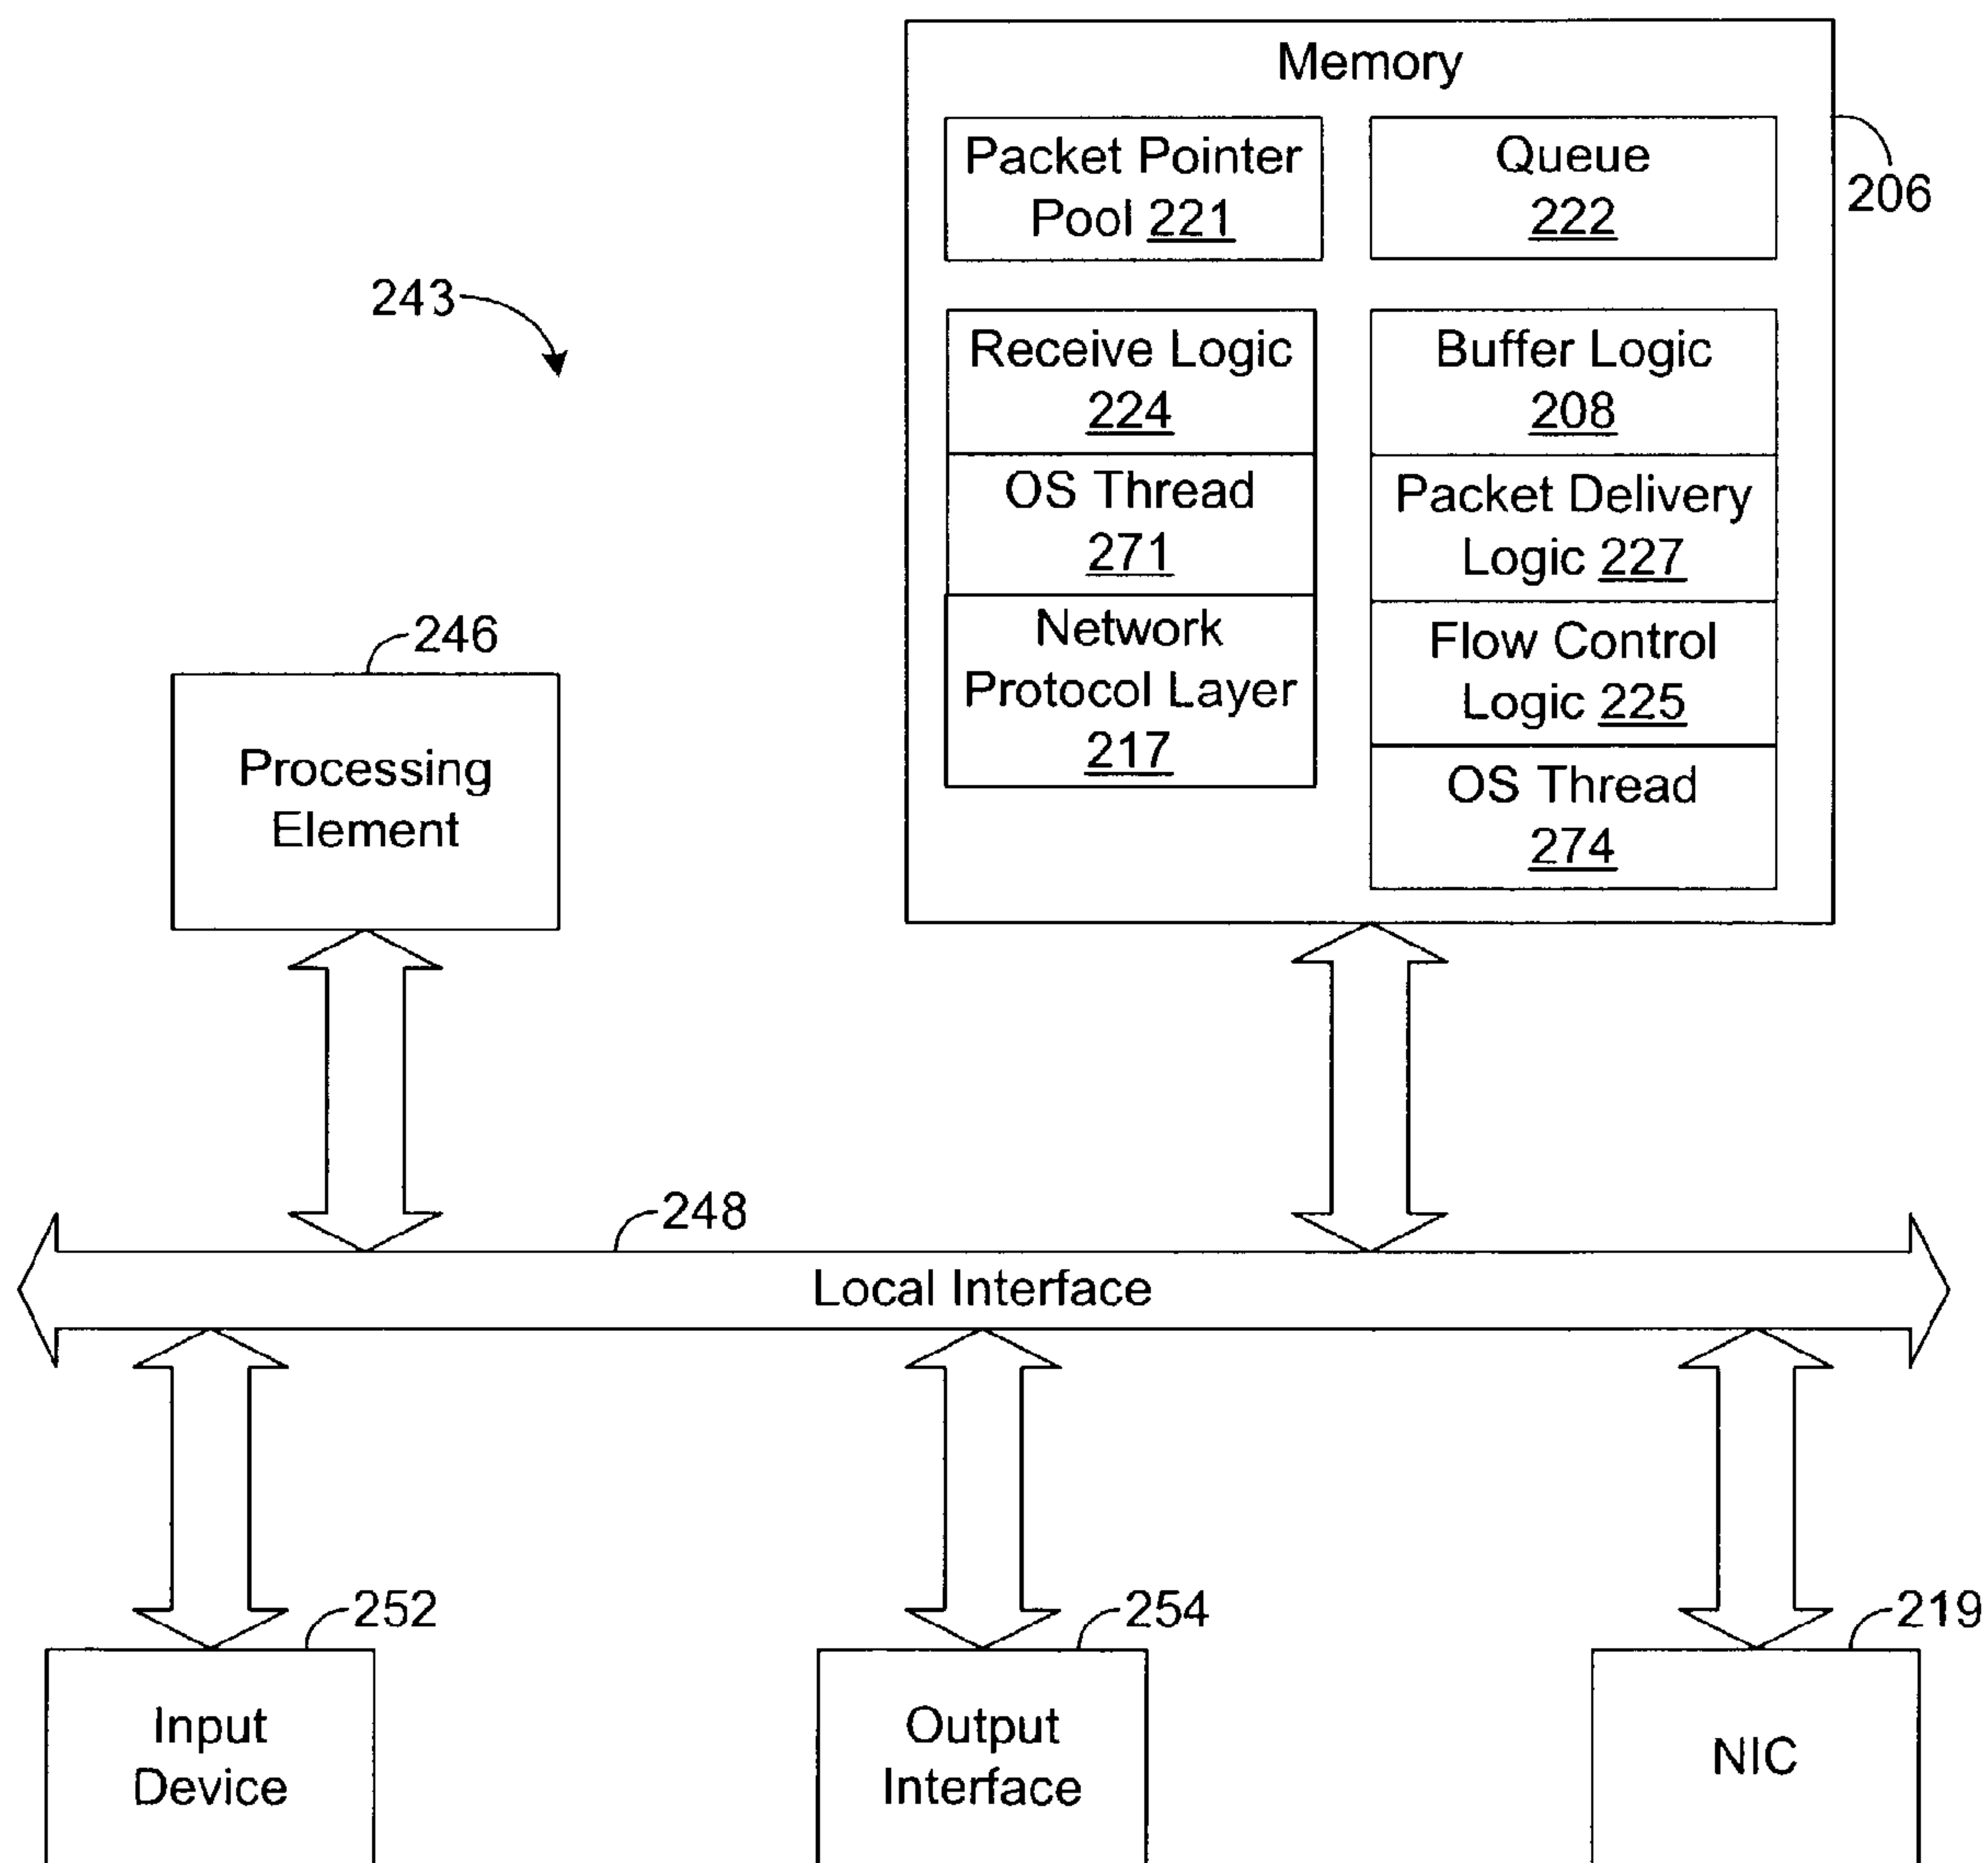 Memory
Packet Pointer
Pool 221
Queue
222
206
243
Receive Logic
224
OS Thread
271
Network
Protocol Layer
217
Buffer Logic
208
Packet Delivery
Logic 227
Flow Control
Logic 225
OS Thread
274
246
Processing
Element
248
Local Interface
252
Input
Device
254
Output
Interface
219
NIC